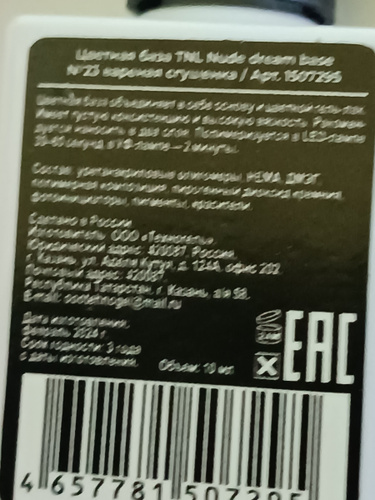 Цветная база TNL Nude dream base
№23 вареная сгущенка / Арт. 1507295
Цветная база объединяет в себе основу и цветной гель-лак.
Имеет густую консистенцию и высокую вязкость. Рекомен-
дуется наносить в два слоя. Полимеризуется в LED-лампе
30-60 секунд, в УФ-лампе — 2 минуты.
Состав: уретанакриловые олигомеры, HEMA,
полимерная композиция, пирогенный диоксид кремния,
фотоинициаторы, пигменты, красители.
Сделано в России.
Изготовитель: ООО
Юридический адрес: 420087, Россия,
г. Казань, ул. Аделя Кутуя, д. 124А, офис 202.
Почтовый адрес: 420087,
Республика Татарстан, г. Казань, а/я 98.
E-mail:
Дата изготовления:
февраль 2024 г.
Срок годности: 3 года
с даты изготовления.
Объем: 10 мл
EAC
4 657781 507295